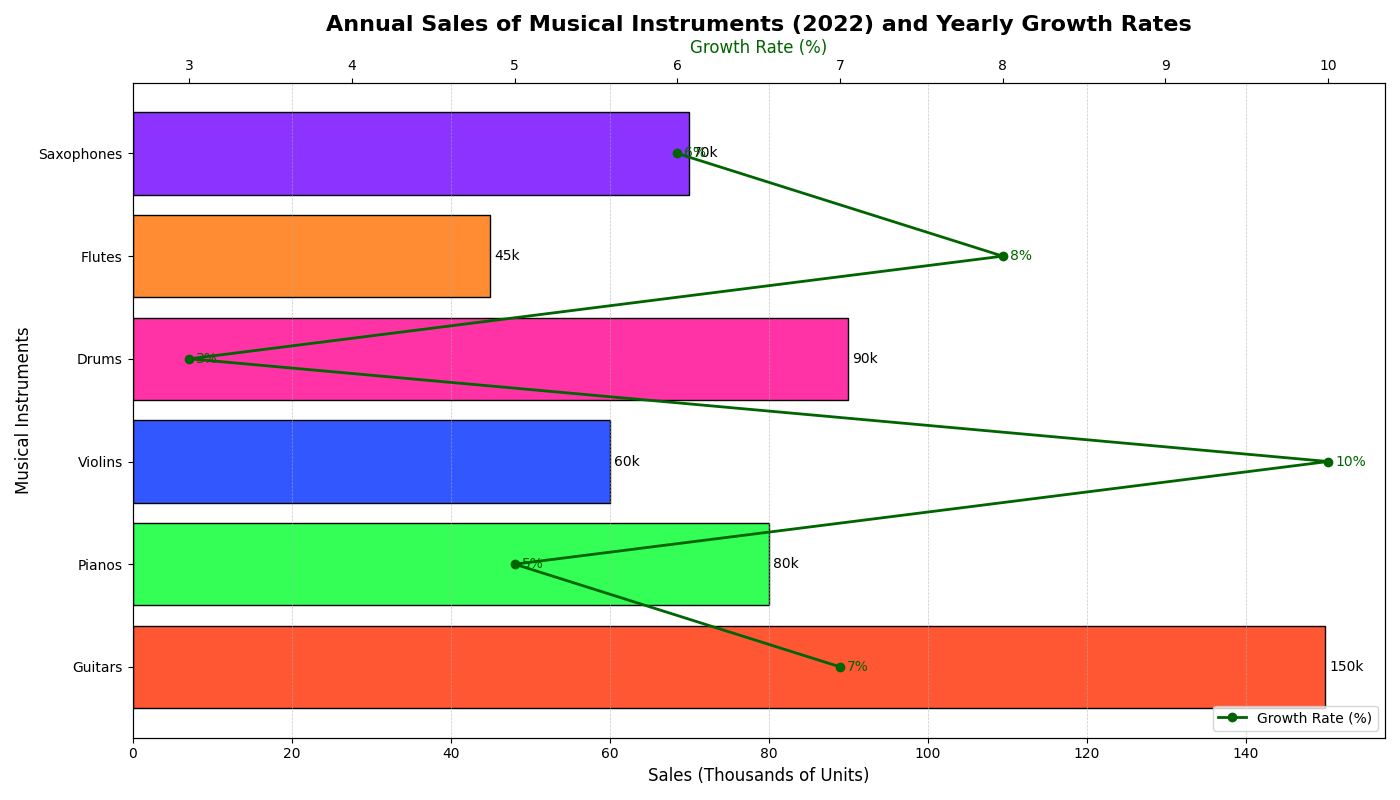 Annual Sales of Musical Instruments (2022) and Yearly Growth Rates
Growth Rate (%)
3 4 5 6 7 8 9 10
Saxophones 6% 70k
Flutes 45k 8%
Drums 3% 90k
Violins 60k 10%
Pianos 5% 80k
Guitars 7% 150k
Musical Instruments
Growth Rate (%)
0 20 40 60 80 100 120 140
Sales (Thousands of Units)